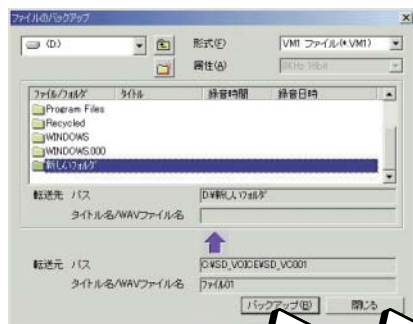 ファイルのバックアップ
(D:)
形式(F)
VM1 ファイル(*.VM1)
属性(A)
8KHz 16bit
ファイル/フォルダ タイトル 録音時間 録音日時
Program Files
Recycled
WINDOWS
WINDOWS.000
新しいフォルダ
転送先 パス
D:¥新しいフォルダ
タイトル名/WAVファイル名
転送元 パス
C:¥SD_VOICE¥SD_VC001
タイトル名/WAVファイル名
ファイル01
バックアップ(B)
閉じる